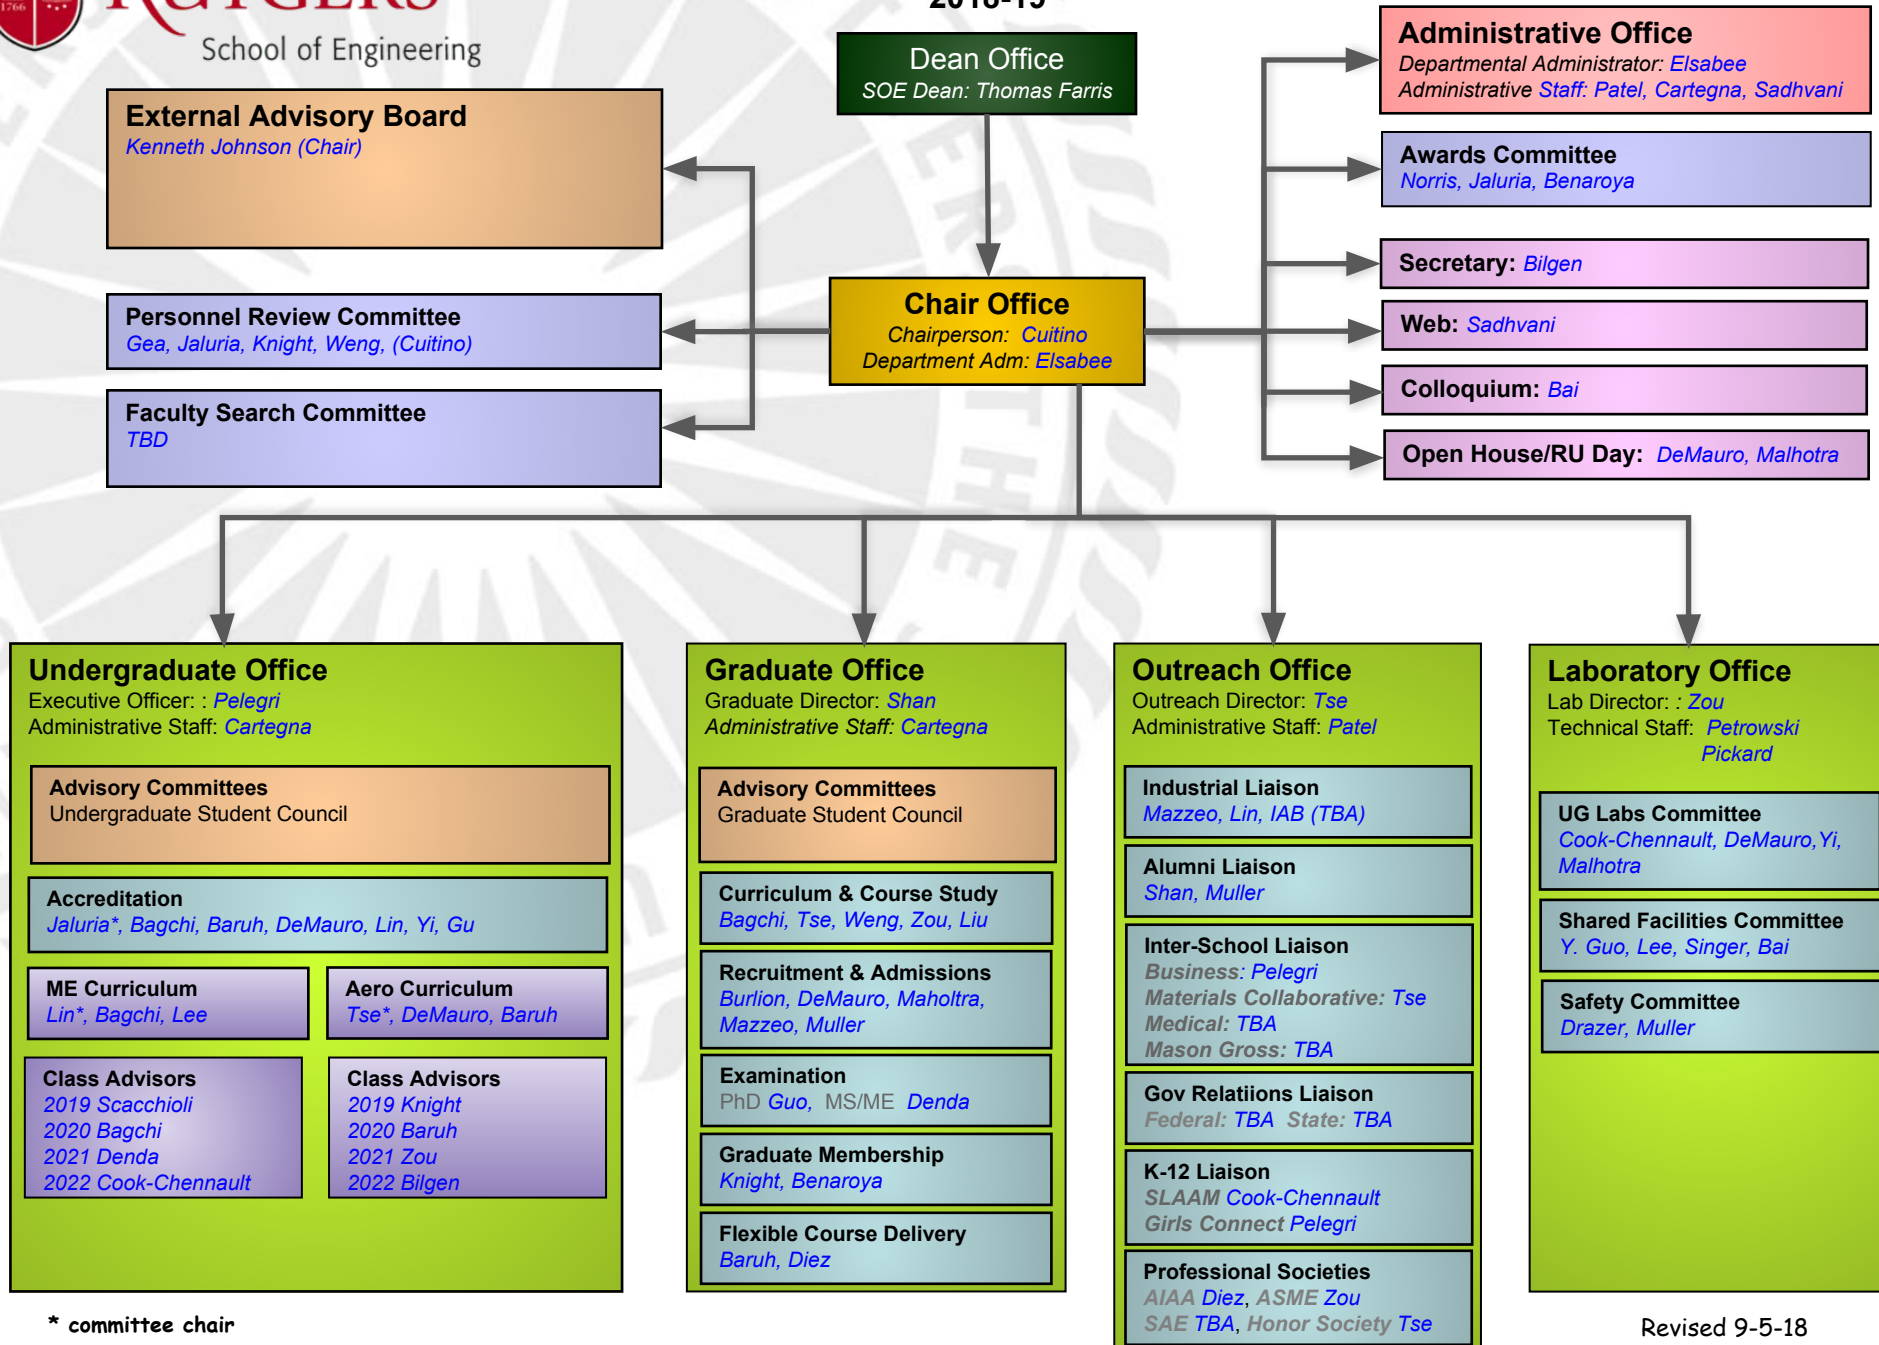 1766
RUTGERS
School of Engineering
2018-19
Dean Office
SOE Dean: Thomas Farris
External Advisory Board
Kenneth Johnson (Chair)
Personnel Review Committee
Gea, Jaluria, Knight, Weng, (Cuitino)
Faculty Search Committee
TBD
Chair Office
Chairperson: Cuitino
Department Adm: Elsabee
Administrative Office
Departmental Administrator: Elsabee
Administrative Staff: Patel, Cartegna, Sadhvani
Awards Committee
Norris, Jaluria, Benaroya
Secretary: Bilgen
Web: Sadhvani
Colloquium: Bai
Open House/RU Day: DeMauro, Malhotra
Undergraduate Office
Executive Officer: : Pelegri
Administrative Staff: Cartegna
Advisory Committees
Undergraduate Student Council
Accreditation
Jaluria*, Bagchi, Baruh, DeMauro, Lin, Yi, Gu
ME Curriculum
Lin*, Bagchi, Lee
Aero Curriculum
Tse*, DeMauro, Baruh
Class Advisors
2019 Scacchioli
2020 Bagchi
2021 Denda
2022 Cook-Chennault
Class Advisors
2019 Knight
2020 Baruh
2021 Zou
2022 Bilgen
Graduate Office
Graduate Director: Shan
Administrative Staff: Cartegna
Advisory Committees
Graduate Student Council
Curriculum & Course Study
Bagchi, Tse, Weng, Zou, Liu
Recruitment & Admissions
Burlion, DeMauro, Maholtra,
Mazzeo, Muller
Examination
PhD Guo, MS/ME Denda
Graduate Membership
Knight, Benaroya
Flexible Course Delivery
Baruh, Diez
Outreach Office
Outreach Director: Tse
Administrative Staff: Patel
Industrial Liaison
Mazzeo, Lin, IAB (TBA)
Alumni Liaison
Shan, Muller
Inter-School Liaison
Business: Pelegri
Materials Collaborative: Tse
Medical: TBA
Mason Gross: TBA
Gov Relatiions Liaison
Federal: TBA State: TBA
K-12 Liaison
SLAAM Cook-Chennault
Girls Connect Pelegri
Professional Societies
AIAA Diez, ASME Zou
SAE TBA, Honor Society Tse
Laboratory Office
Lab Director: : Zou
Technical Staff: Petrowski
Pickard
UG Labs Committee
Cook-Chennault, DeMauro,Yi,
Malhotra
Shared Facilities Committee
Y. Guo, Lee, Singer, Bai
Safety Committee
Drazer, Muller
* committee chair
Revised 9-5-18